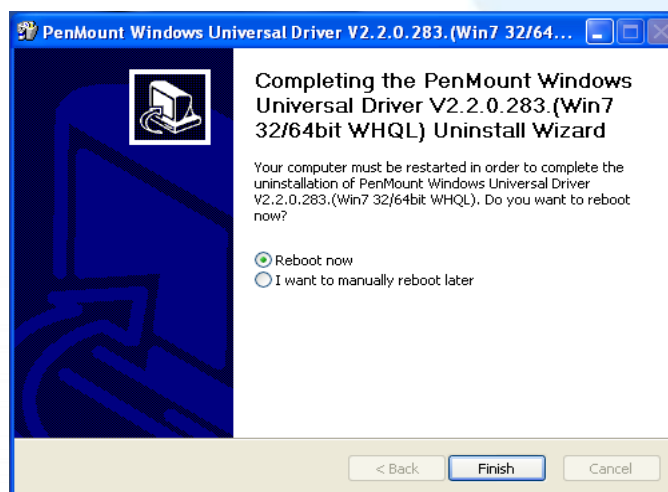 PenMount Windows Universal Driver V2.2.0.283.(Win7 32/64...
Completing the PenMount Windows
Universal Driver V2.2.0.283.(Win7
32/64bit WHQL) Uninstall Wizard
Your computer must be restarted in order to complete the
uninstallation of PenMount Windows Universal Driver
V2.2.0.283.(Win7 32/64bit WHQL). Do you want to reboot
now?
Reboot now
I want to manually reboot later
< Back
Finish
Cancel